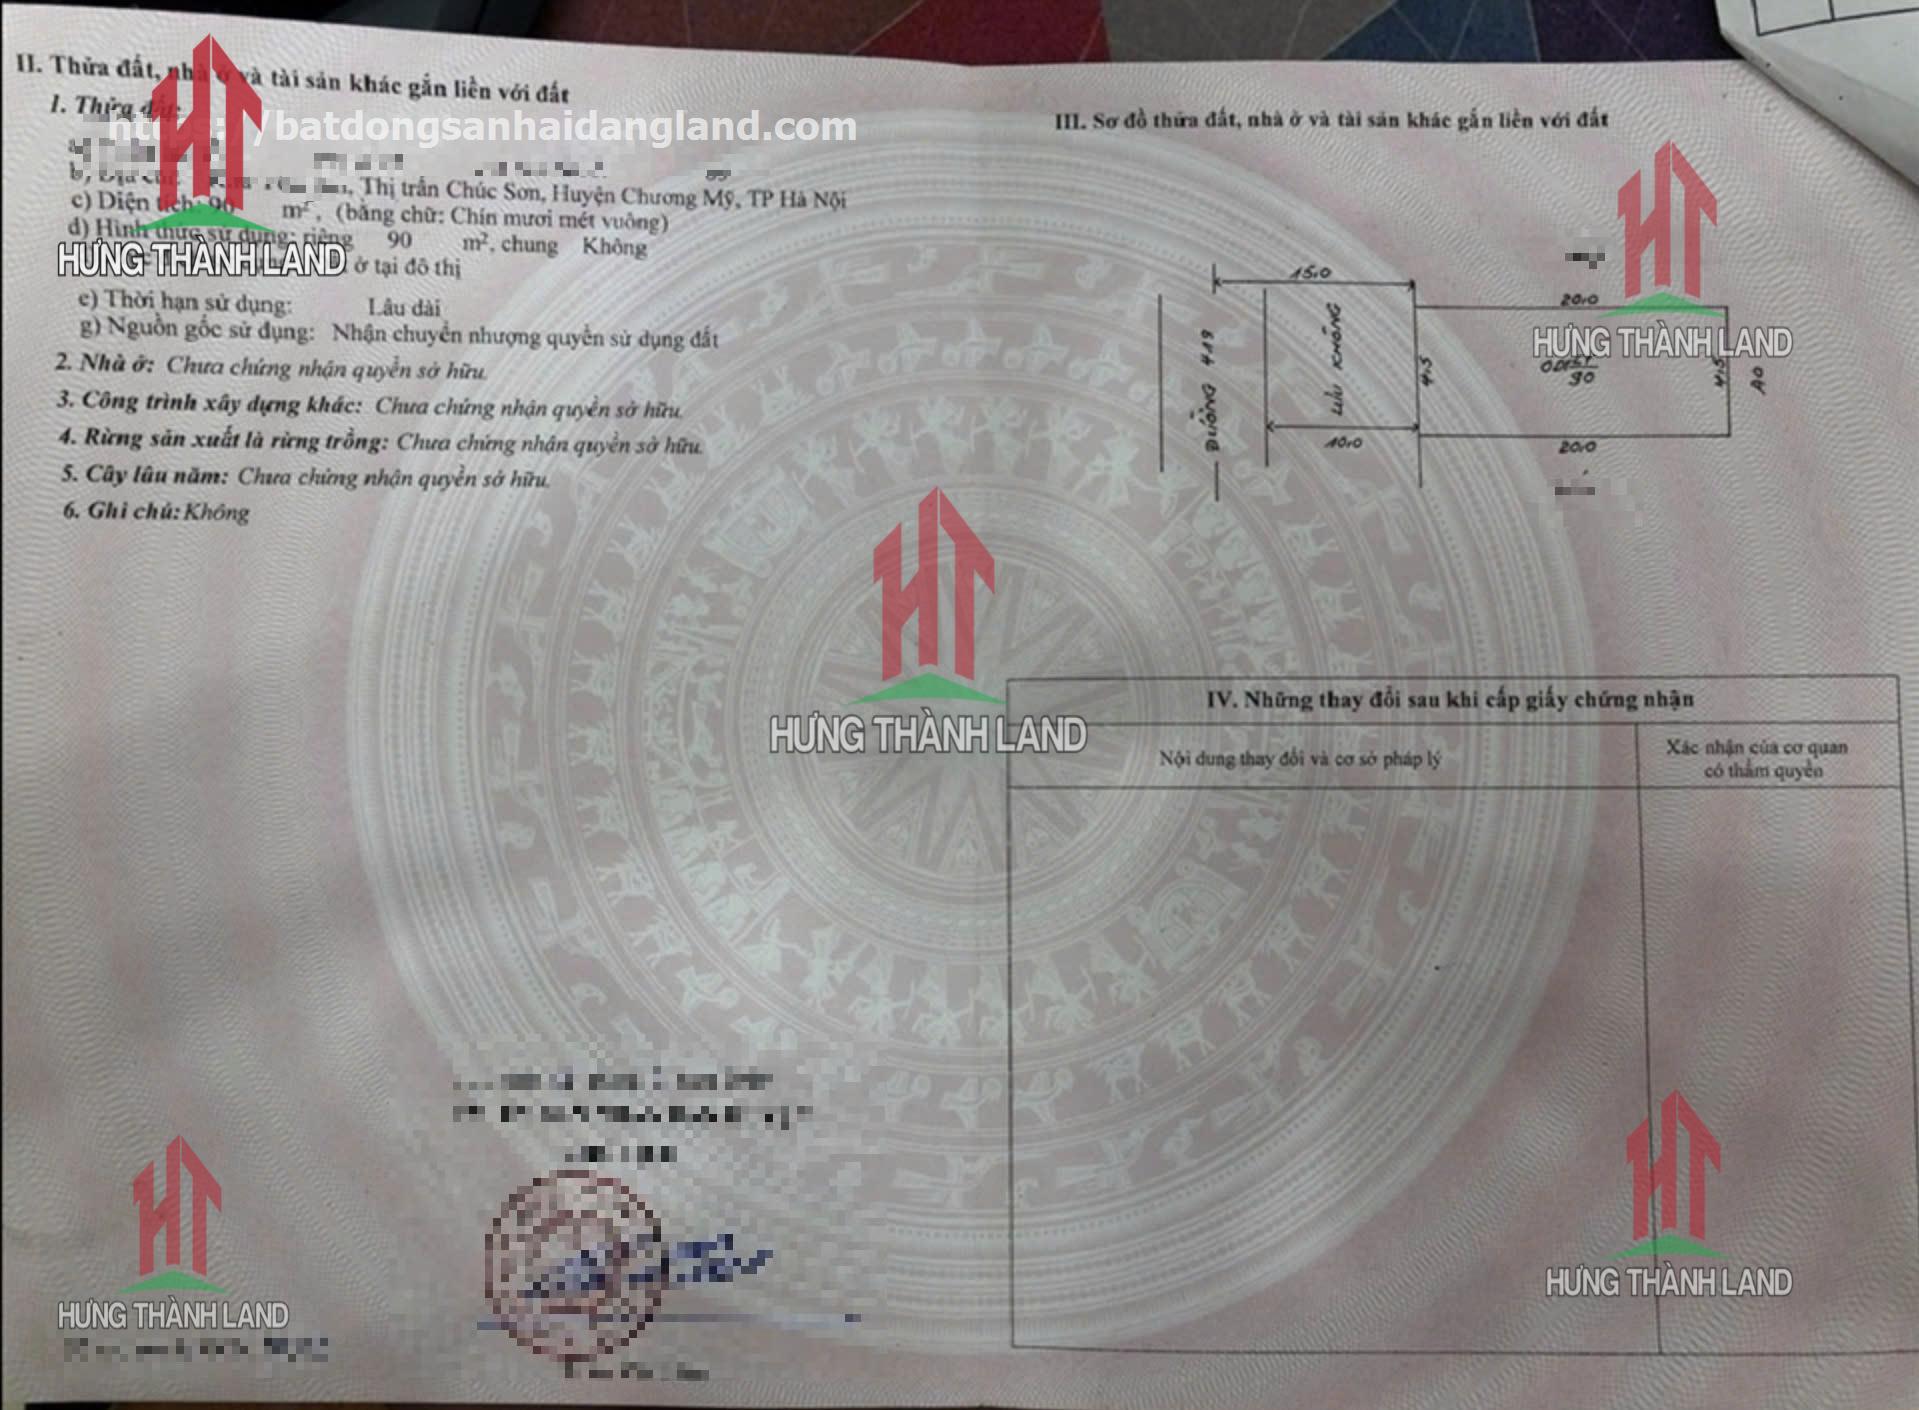 II. Thửa đất, nhà ở và tài sản khác gắn liền với đất
1. Thửa đất:
https://batdongsanhaidangland.com
Thị trấn Chúc Sơn, Huyện Chương Mỹ, TP Hà Nội
c) Diện tích: 90 m², (bằng chữ: Chín mươi mét vuông)
d) Hình thức sử dụng: riêng 90 m², chung Không
ở tại đô thị
e) Thời hạn sử dụng: Lâu dài
g) Nguồn gốc sử dụng: Nhận chuyển nhượng quyền sử dụng đất
2. Nhà ở: Chưa chứng nhận quyền sở hữu.
3. Công trình xây dựng khác: Chưa chứng nhận quyền sở hữu.
4. Rừng sản xuất là rừng trồng: Chưa chứng nhận quyền sở hữu.
5. Cây lâu năm: Chưa chứng nhận quyền sở hữu.
6. Ghi chú: Không
HƯNG THÀNH LAND
III. Sơ đồ thửa đất, nhà ở và tài sản khác gắn liền với đất
15,0
20,0
ĐƯỜNG 419
LƯU KHÔNG
4,5
90
4,5
AO
10,0
20,0
HƯNG THÀNH LAND
HƯNG THÀNH LAND
IV. Những thay đổi sau khi cấp giấy chứng nhận
Nội dung thay đổi và cơ sở pháp lý
Xác nhận của cơ quan
có thẩm quyền
HƯNG THÀNH LAND
HƯNG THÀNH LAND